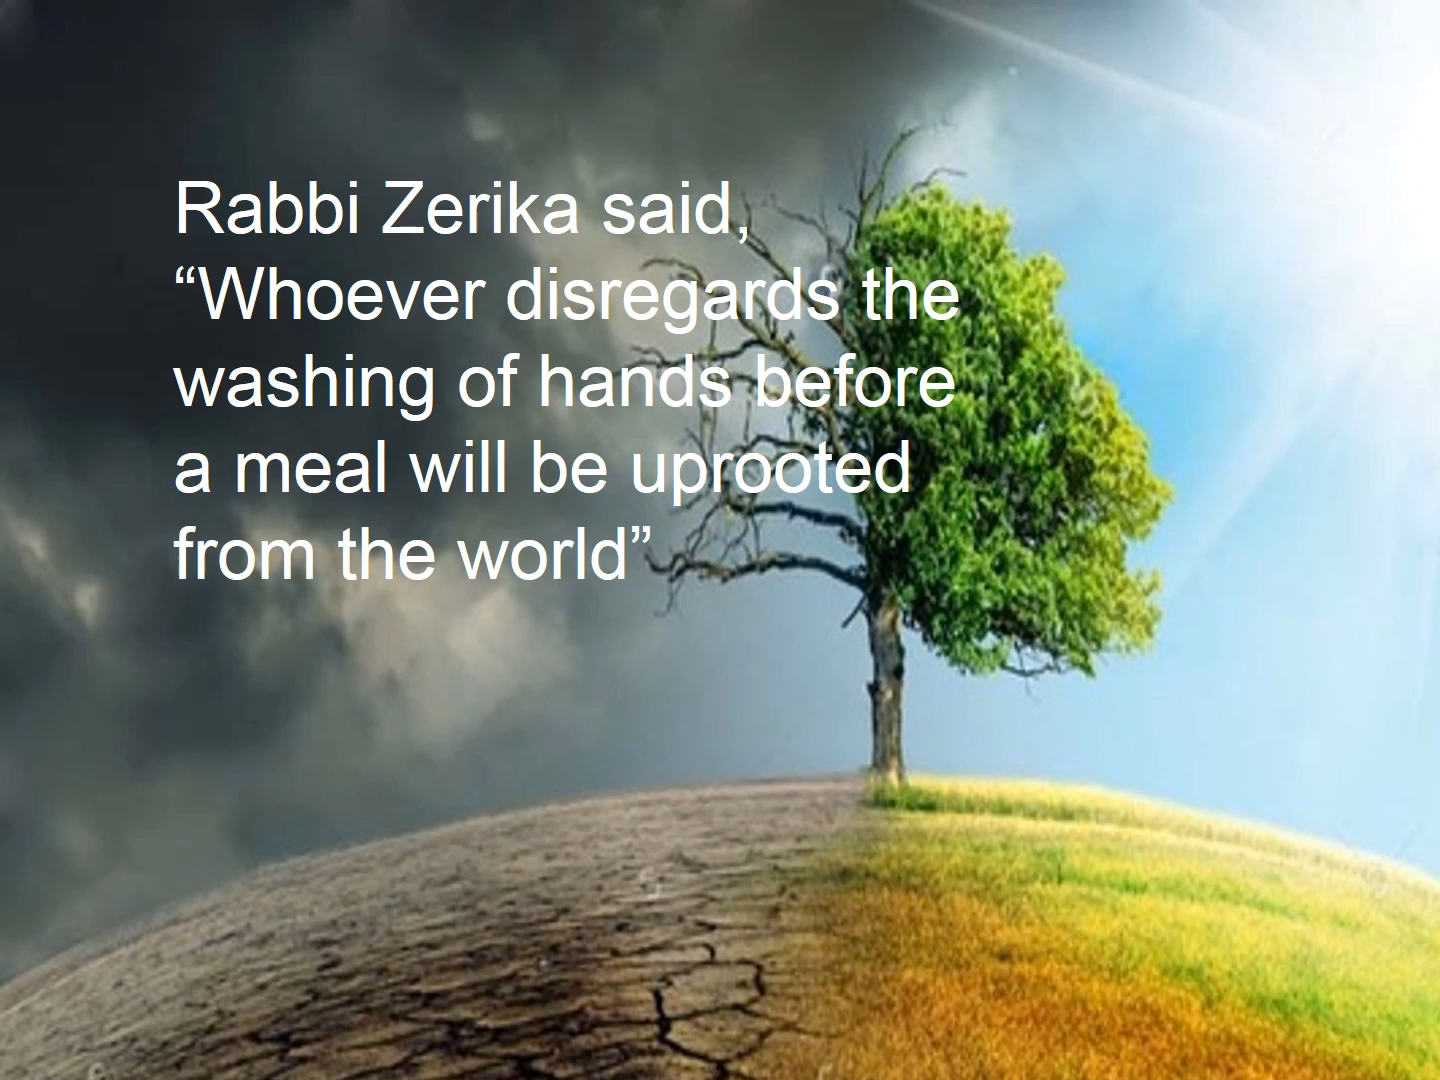 Rabbi Zerika said,
“Whoever disregards the
washing of hands before
a meal will be uprooted
from the world”